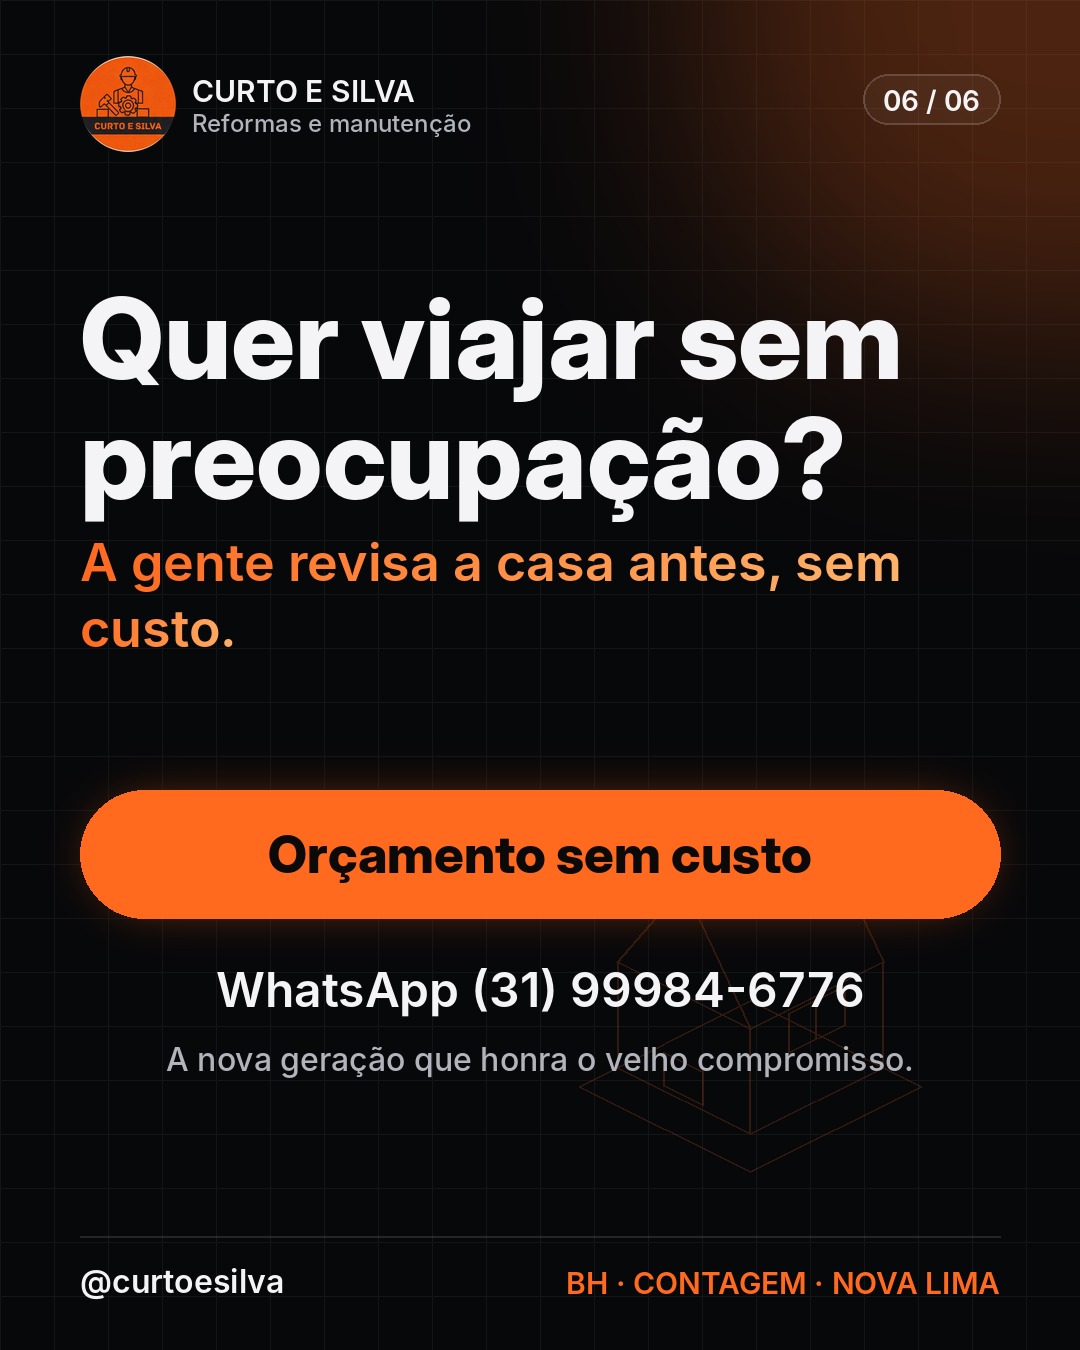 CURTO E SILVA
CURTO E SILVA
Reformas e manutenção
06 / 06
Quer viajar sem
preocupação?
A gente revisa a casa antes, sem
custo.
Orçamento sem custo
WhatsApp (31) 99984-6776
A nova geração que honra o velho compromisso.
@curtoesilva
BH · CONTAGEM · NOVA LIMA